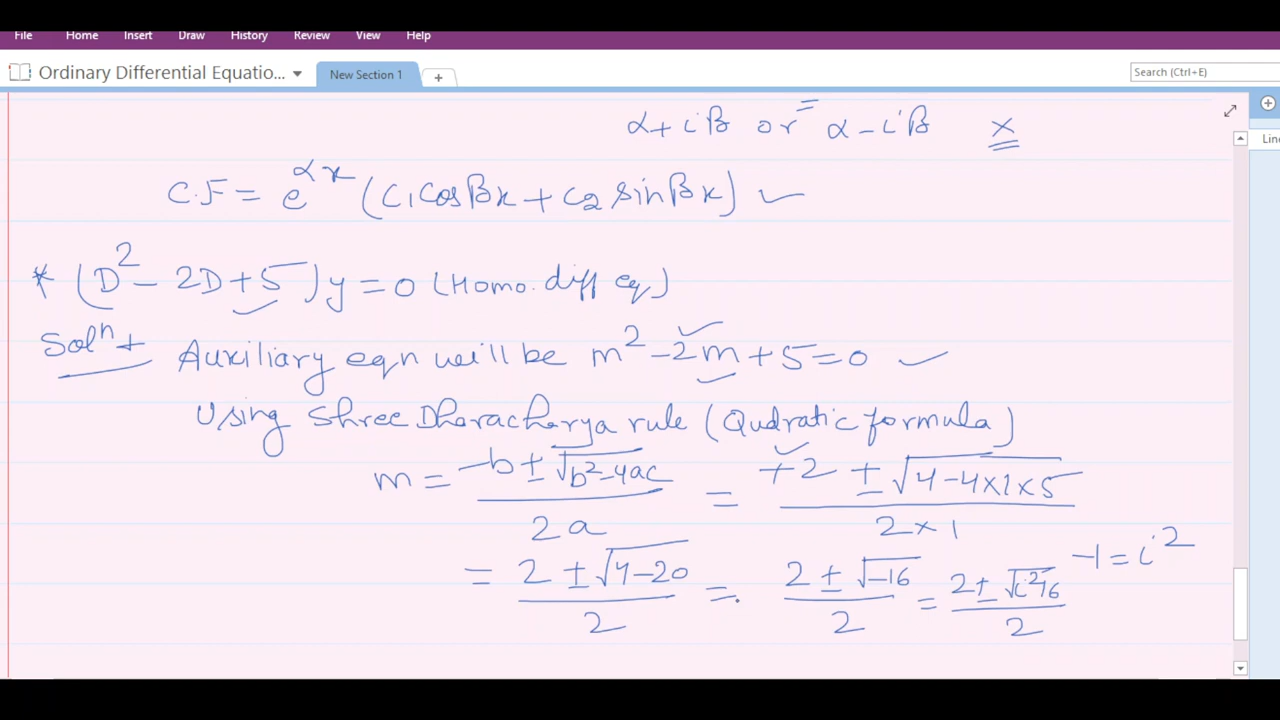 File Home Insert Draw History Review View Help
Ordinary Differential Equatio... New Section 1 + Search (Ctrl+E)
α+iβ or α-iβ x
C.F = e^αx (C1 cosβx + C2 sinβx) ✓
* (D² - 2D + 5)y = 0 (Homo. diff eq)
Solⁿ → Auxiliary eqn will be m² - 2m + 5 = 0 ✓
Using Shree Dharacharya rule (Qudratic formula)
m = (-b ± √(b²-4ac))/(2a) = (+2 ± √(4-4×1×5))/(2×1)
= (2 ± √(4-20))/2 = (2 ± √(-16))/2 = (2 ± √(i²16))/2 -1 = i²